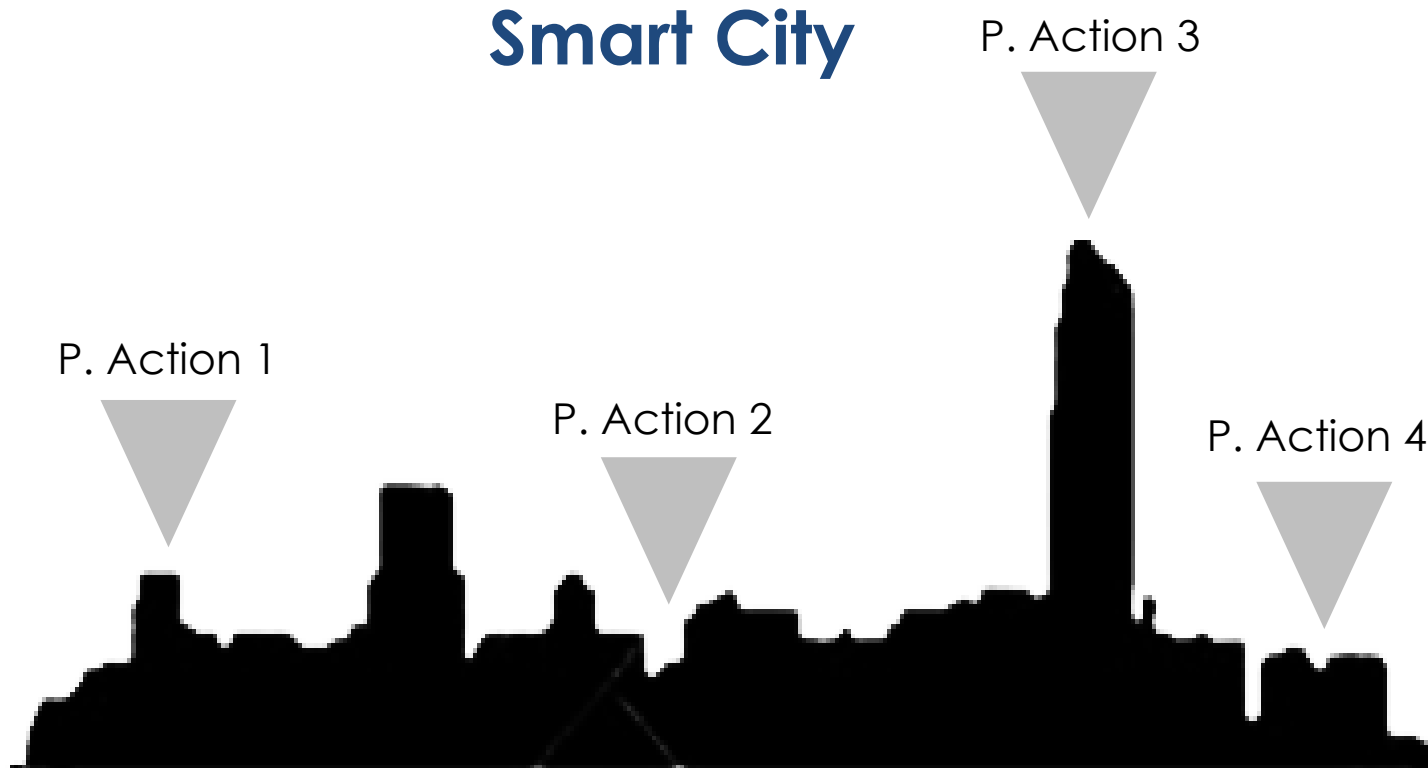 Smart City
P. Action 3
P. Action 1
P. Action 2
P. Action 4